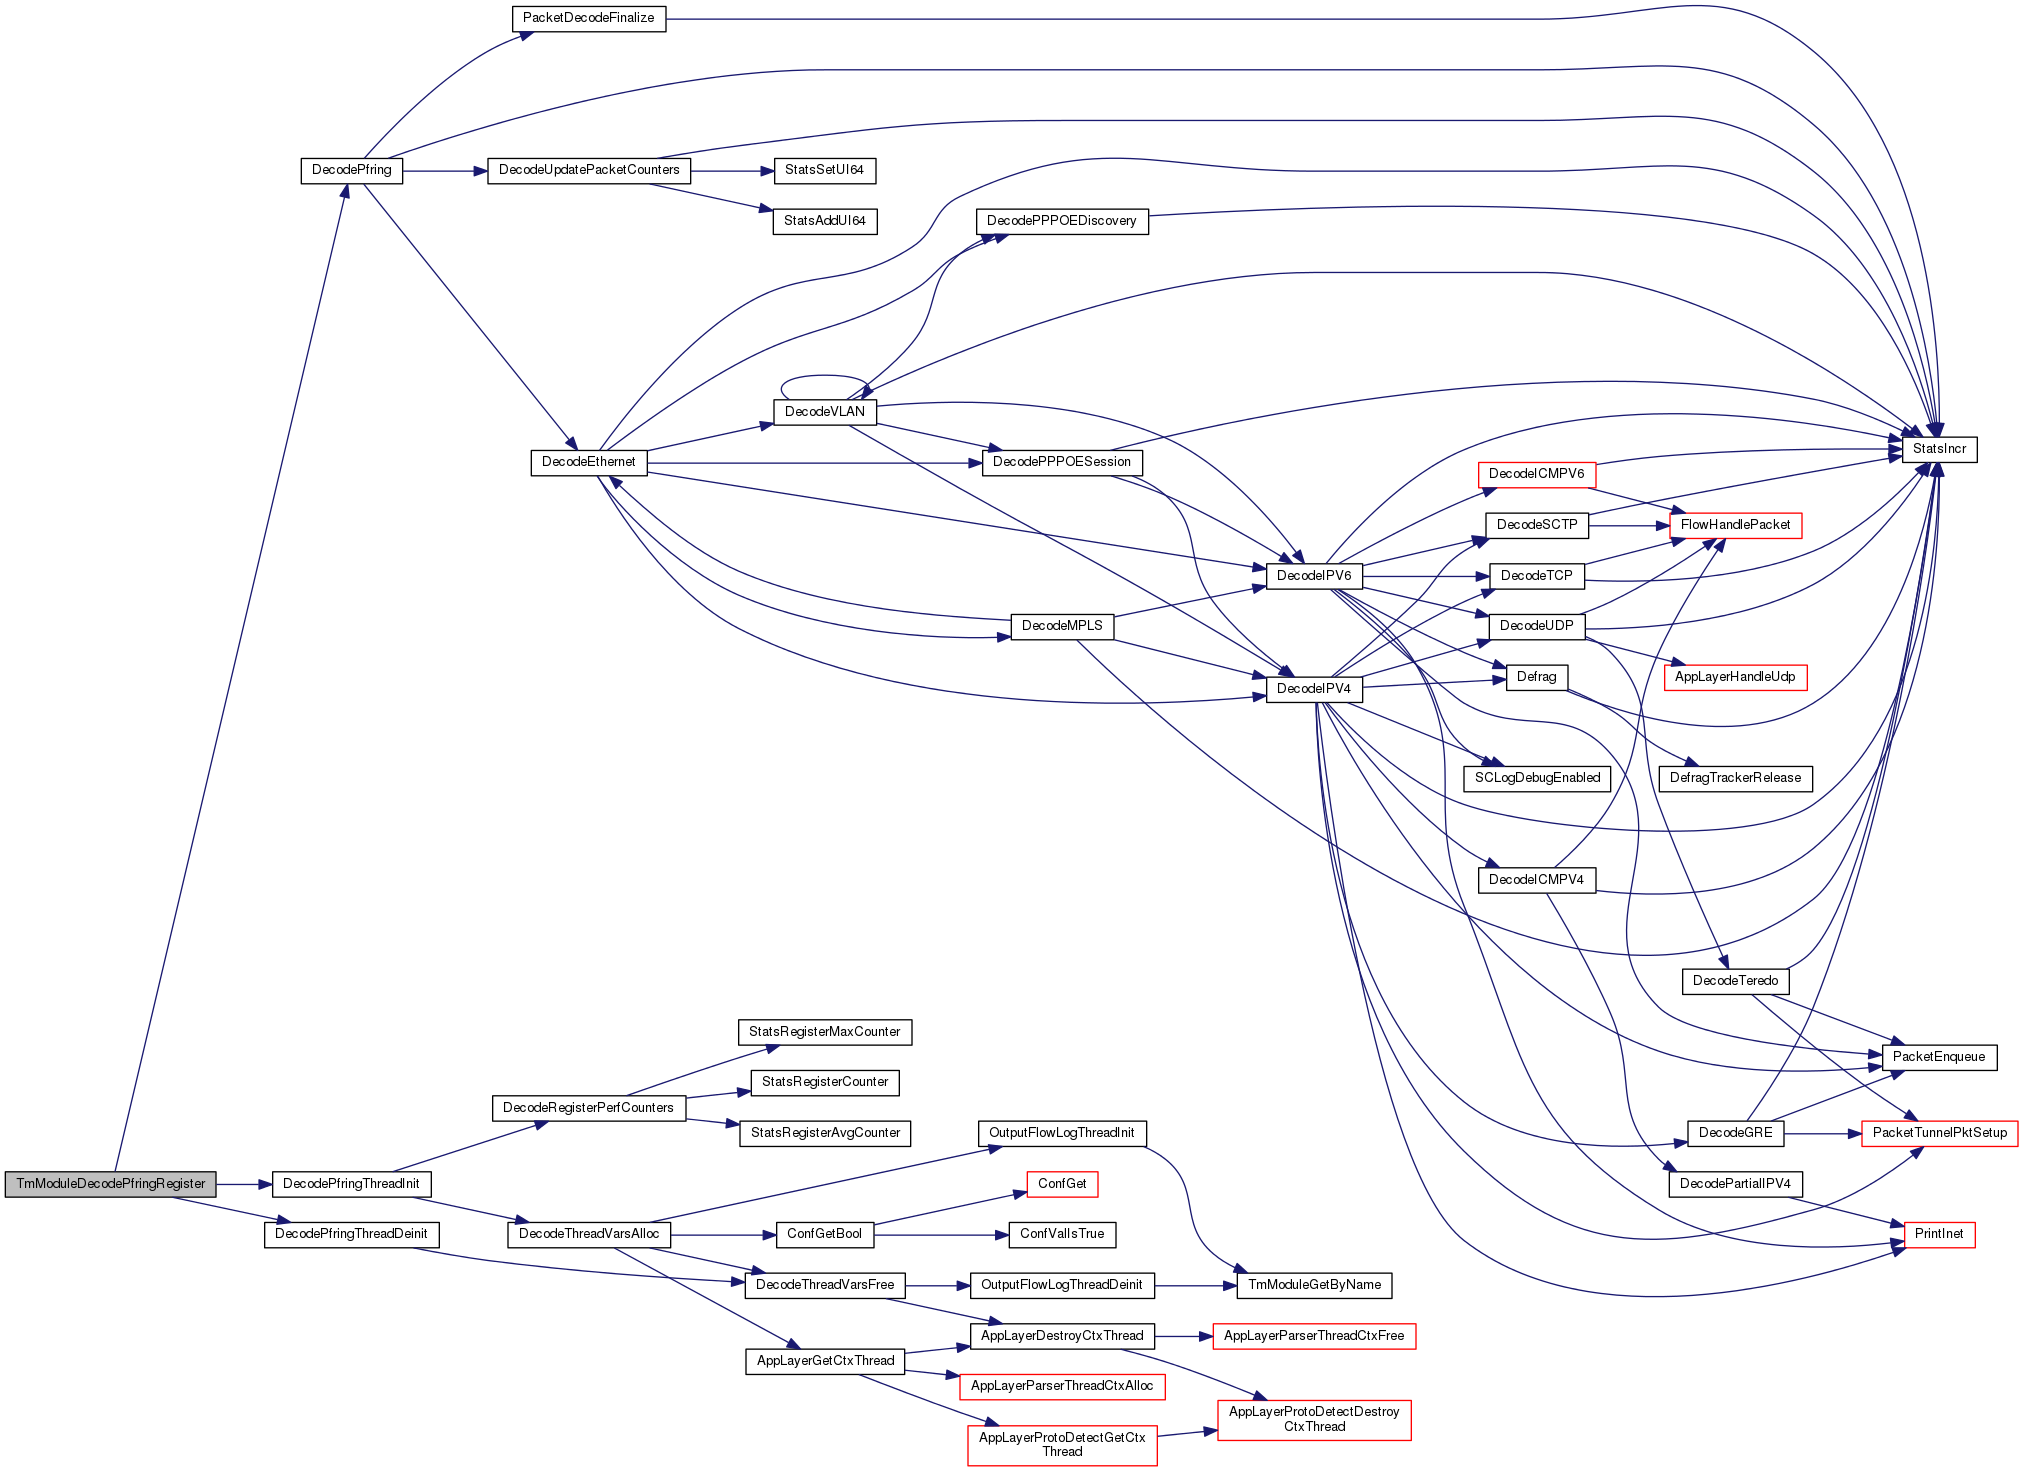 PacketDecodeFinalize
DecodePfring
DecodeUpdatePacketCounters
StatsSetUI64
StatsAddUI64
DecodePPPOEDiscovery
DecodeVLAN
DecodeEthernet
DecodePPPOESession
StatsIncr
DecodeICMPV6
DecodeSCTP
FlowHandlePacket
DecodeIPV6
DecodeTCP
DecodeMPLS
DecodeUDP
DecodeIPV4
Defrag
AppLayerHandleUdp
SCLogDebugEnabled
DefragTrackerRelease
DecodeICMPV4
DecodeTeredo
StatsRegisterMaxCounter
PacketEnqueue
StatsRegisterCounter
DecodeRegisterPerfCounters
StatsRegisterAvgCounter
OutputFlowLogThreadInit
DecodeGRE
PacketTunnelPktSetup
TmModuleDecodePfringRegister
DecodePfringThreadInit
ConfGet
DecodePartialIPV4
DecodePfringThreadDeinit
DecodeThreadVarsAlloc
ConfGetBool
ConfValIsTrue
PrintInet
DecodeThreadVarsFree
OutputFlowLogThreadDeinit
TmModuleGetByName
AppLayerDestroyCtxThread
AppLayerParserThreadCtxFree
AppLayerGetCtxThread
AppLayerParserThreadCtxAlloc
AppLayerProtoDetectDestroy
CtxThread
AppLayerProtoDetectGetCtx
Thread